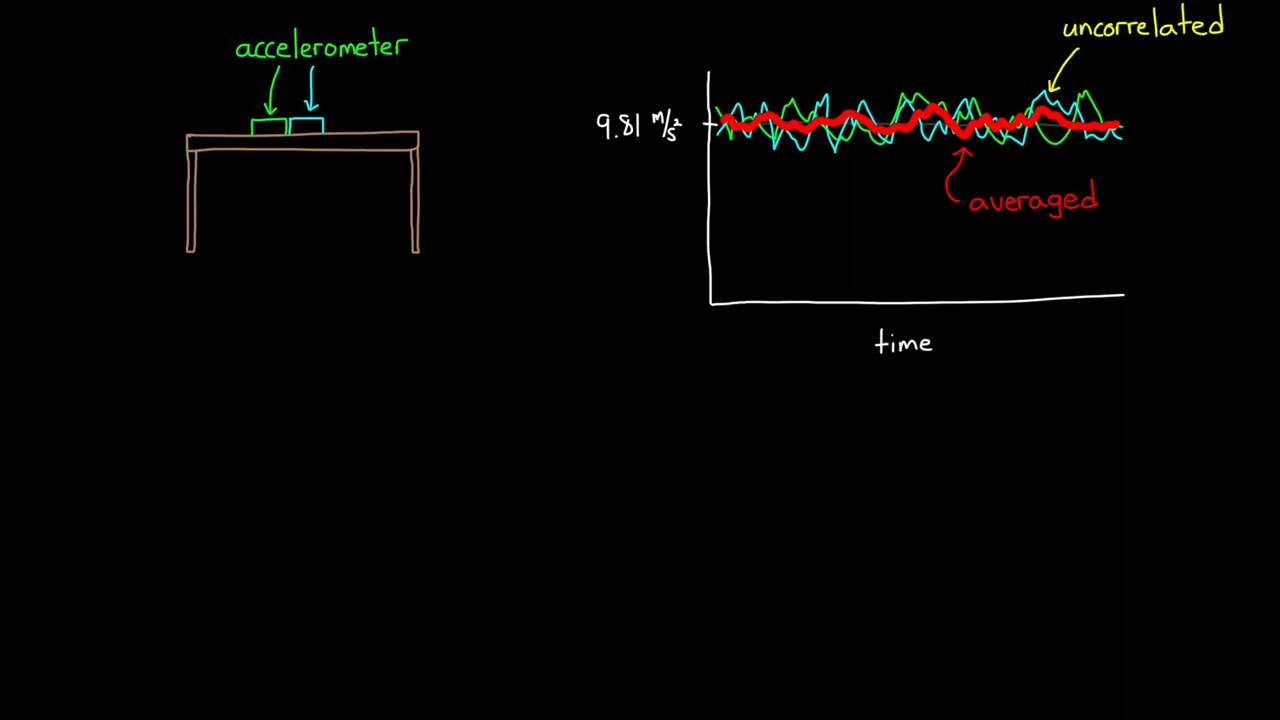 accelerometer
uncorrelated
9.81 m/s²
averaged
time